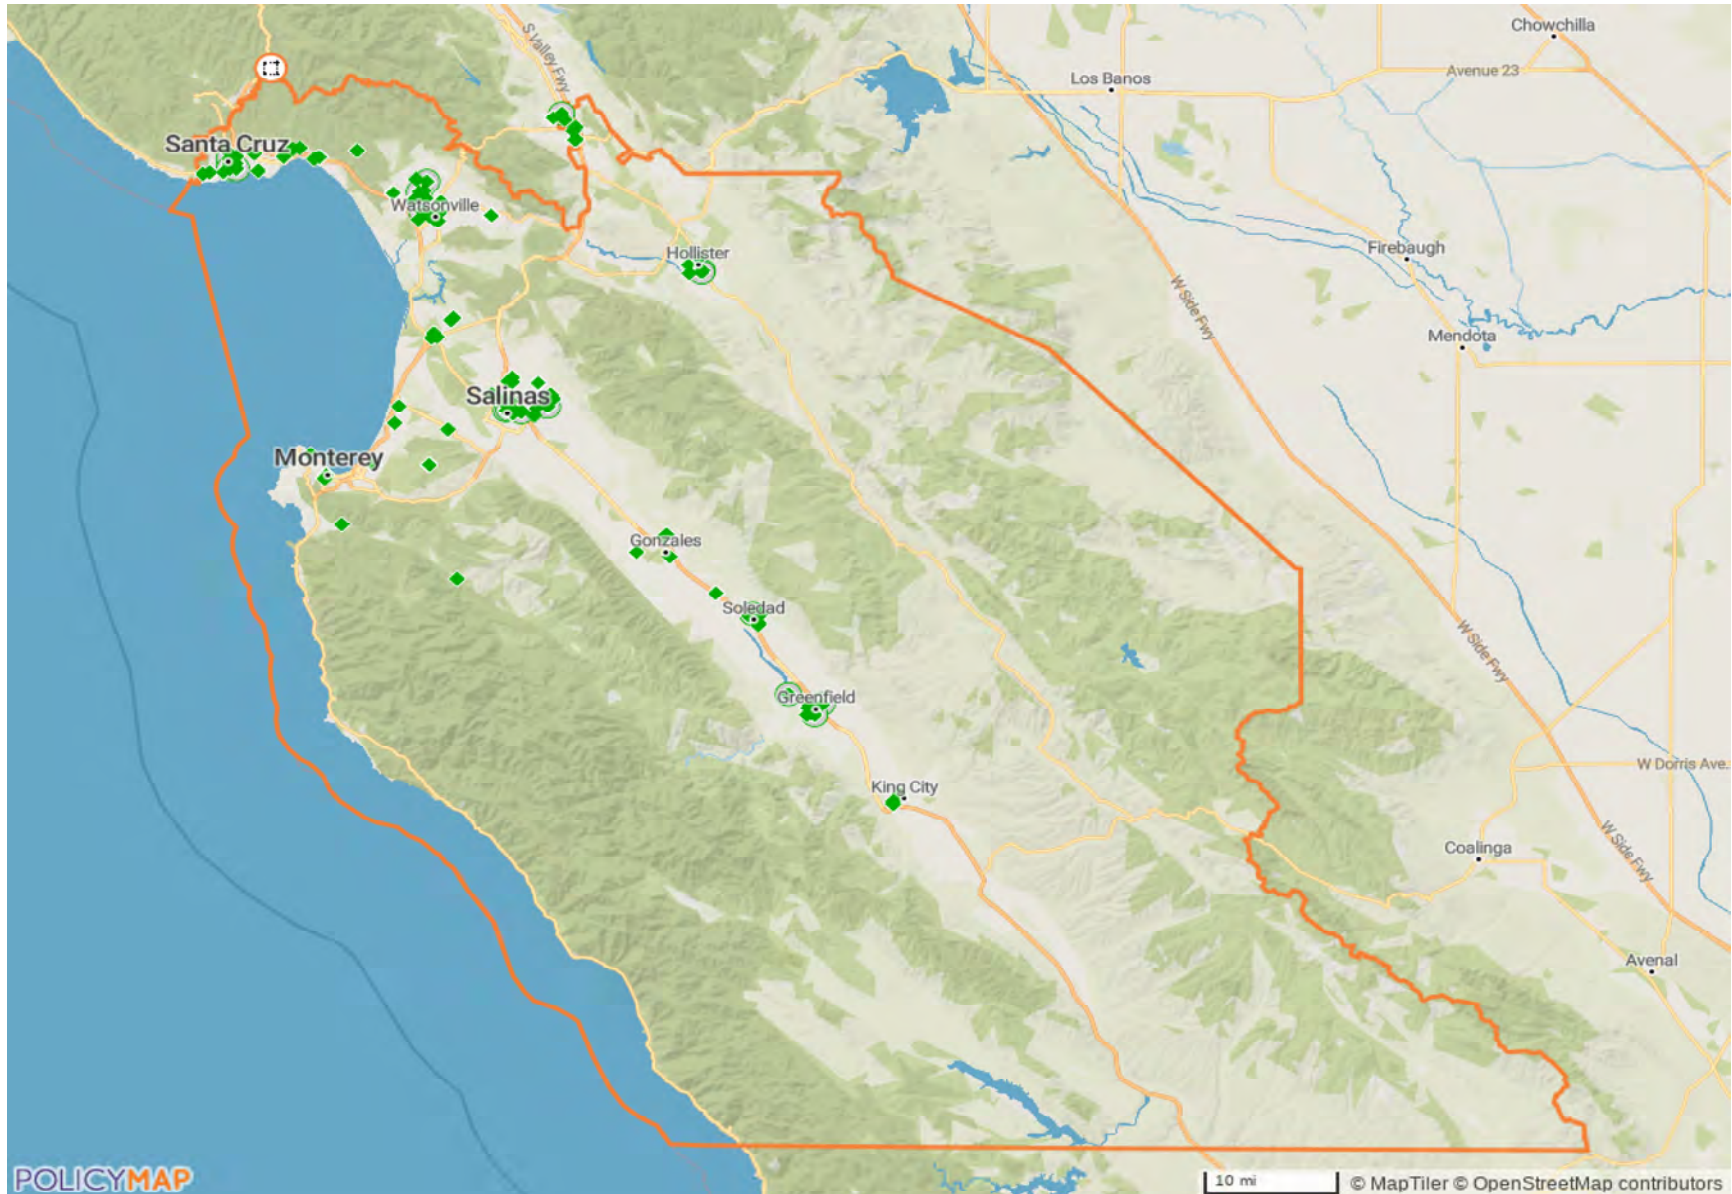 Chowchilla
S Valley Fwy
Avenue 23
Los Banos
Santa Cruz
Watsonville
Hollister
Firebaugh
W Side Fwy
Mendota
Salinas
Monterey
Gonzales
Soledad
W Side Fwy
Greenfield
W Dorris Ave.
King City
W Side Fwy
Coalinga
Avenal
POLICYMAP
10 mi
© MapTiler © OpenStreetMap contributors